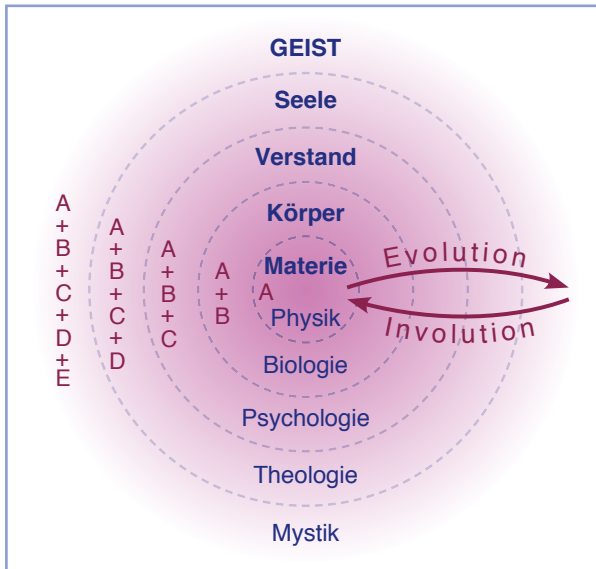 GEIST
Seele
Verstand
Körper
Materie
A
Physik
Biologie
Psychologie
Theologie
Mystik
A+B+C+D+E
A+B+C+D
A+B+C
A+B
Evolution
Involution